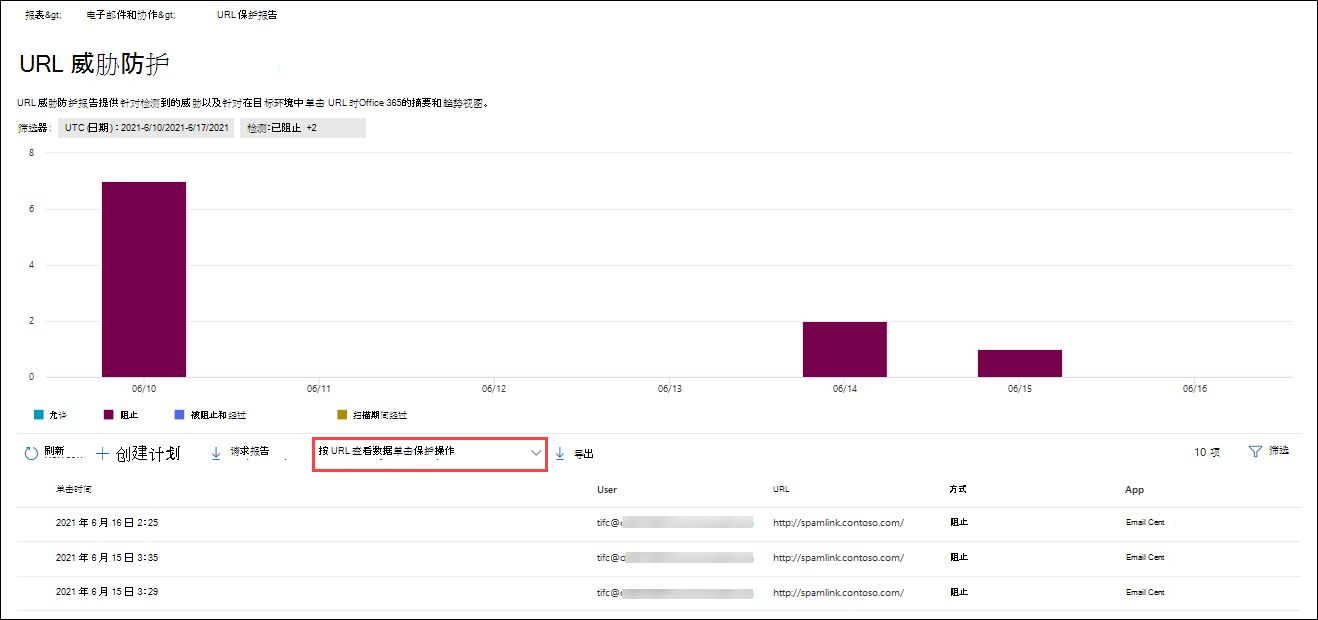 报表&gt; 电子邮件和协作&gt; URL 保护报告
URL 威胁防护
URL 威胁防护报告提供针对检测到的威胁以及针对在目标环境中单击 URL 时Office 365的摘要和趋势视图。
筛选器: UTC (日期):2021-6/10/2021-6/17/2021 检测:已阻止 +2
8
6
4
2
0
06/10 06/11 06/12 06/13 06/14 06/15 06/16
允许 阻止 被阻止和经过 扫描期间经过
刷新 创建计划 请求报告 按 URL 查看数据单击保护操作 导出 10 项 筛选
单击时间 User URL 方式 App
2021 年 6 月 16 日 2:25 tifc@ http://spamlink.contoso.com/ 阻止 Email Cent
2021 年 6 月 15 日 3:35 tifc@ http://spamlink.contoso.com/ 阻止 Email Cent
2021 年 6 月 15 日 3:29 tifc@ http://spamlink.contoso.com/ 阻止 Email Cent